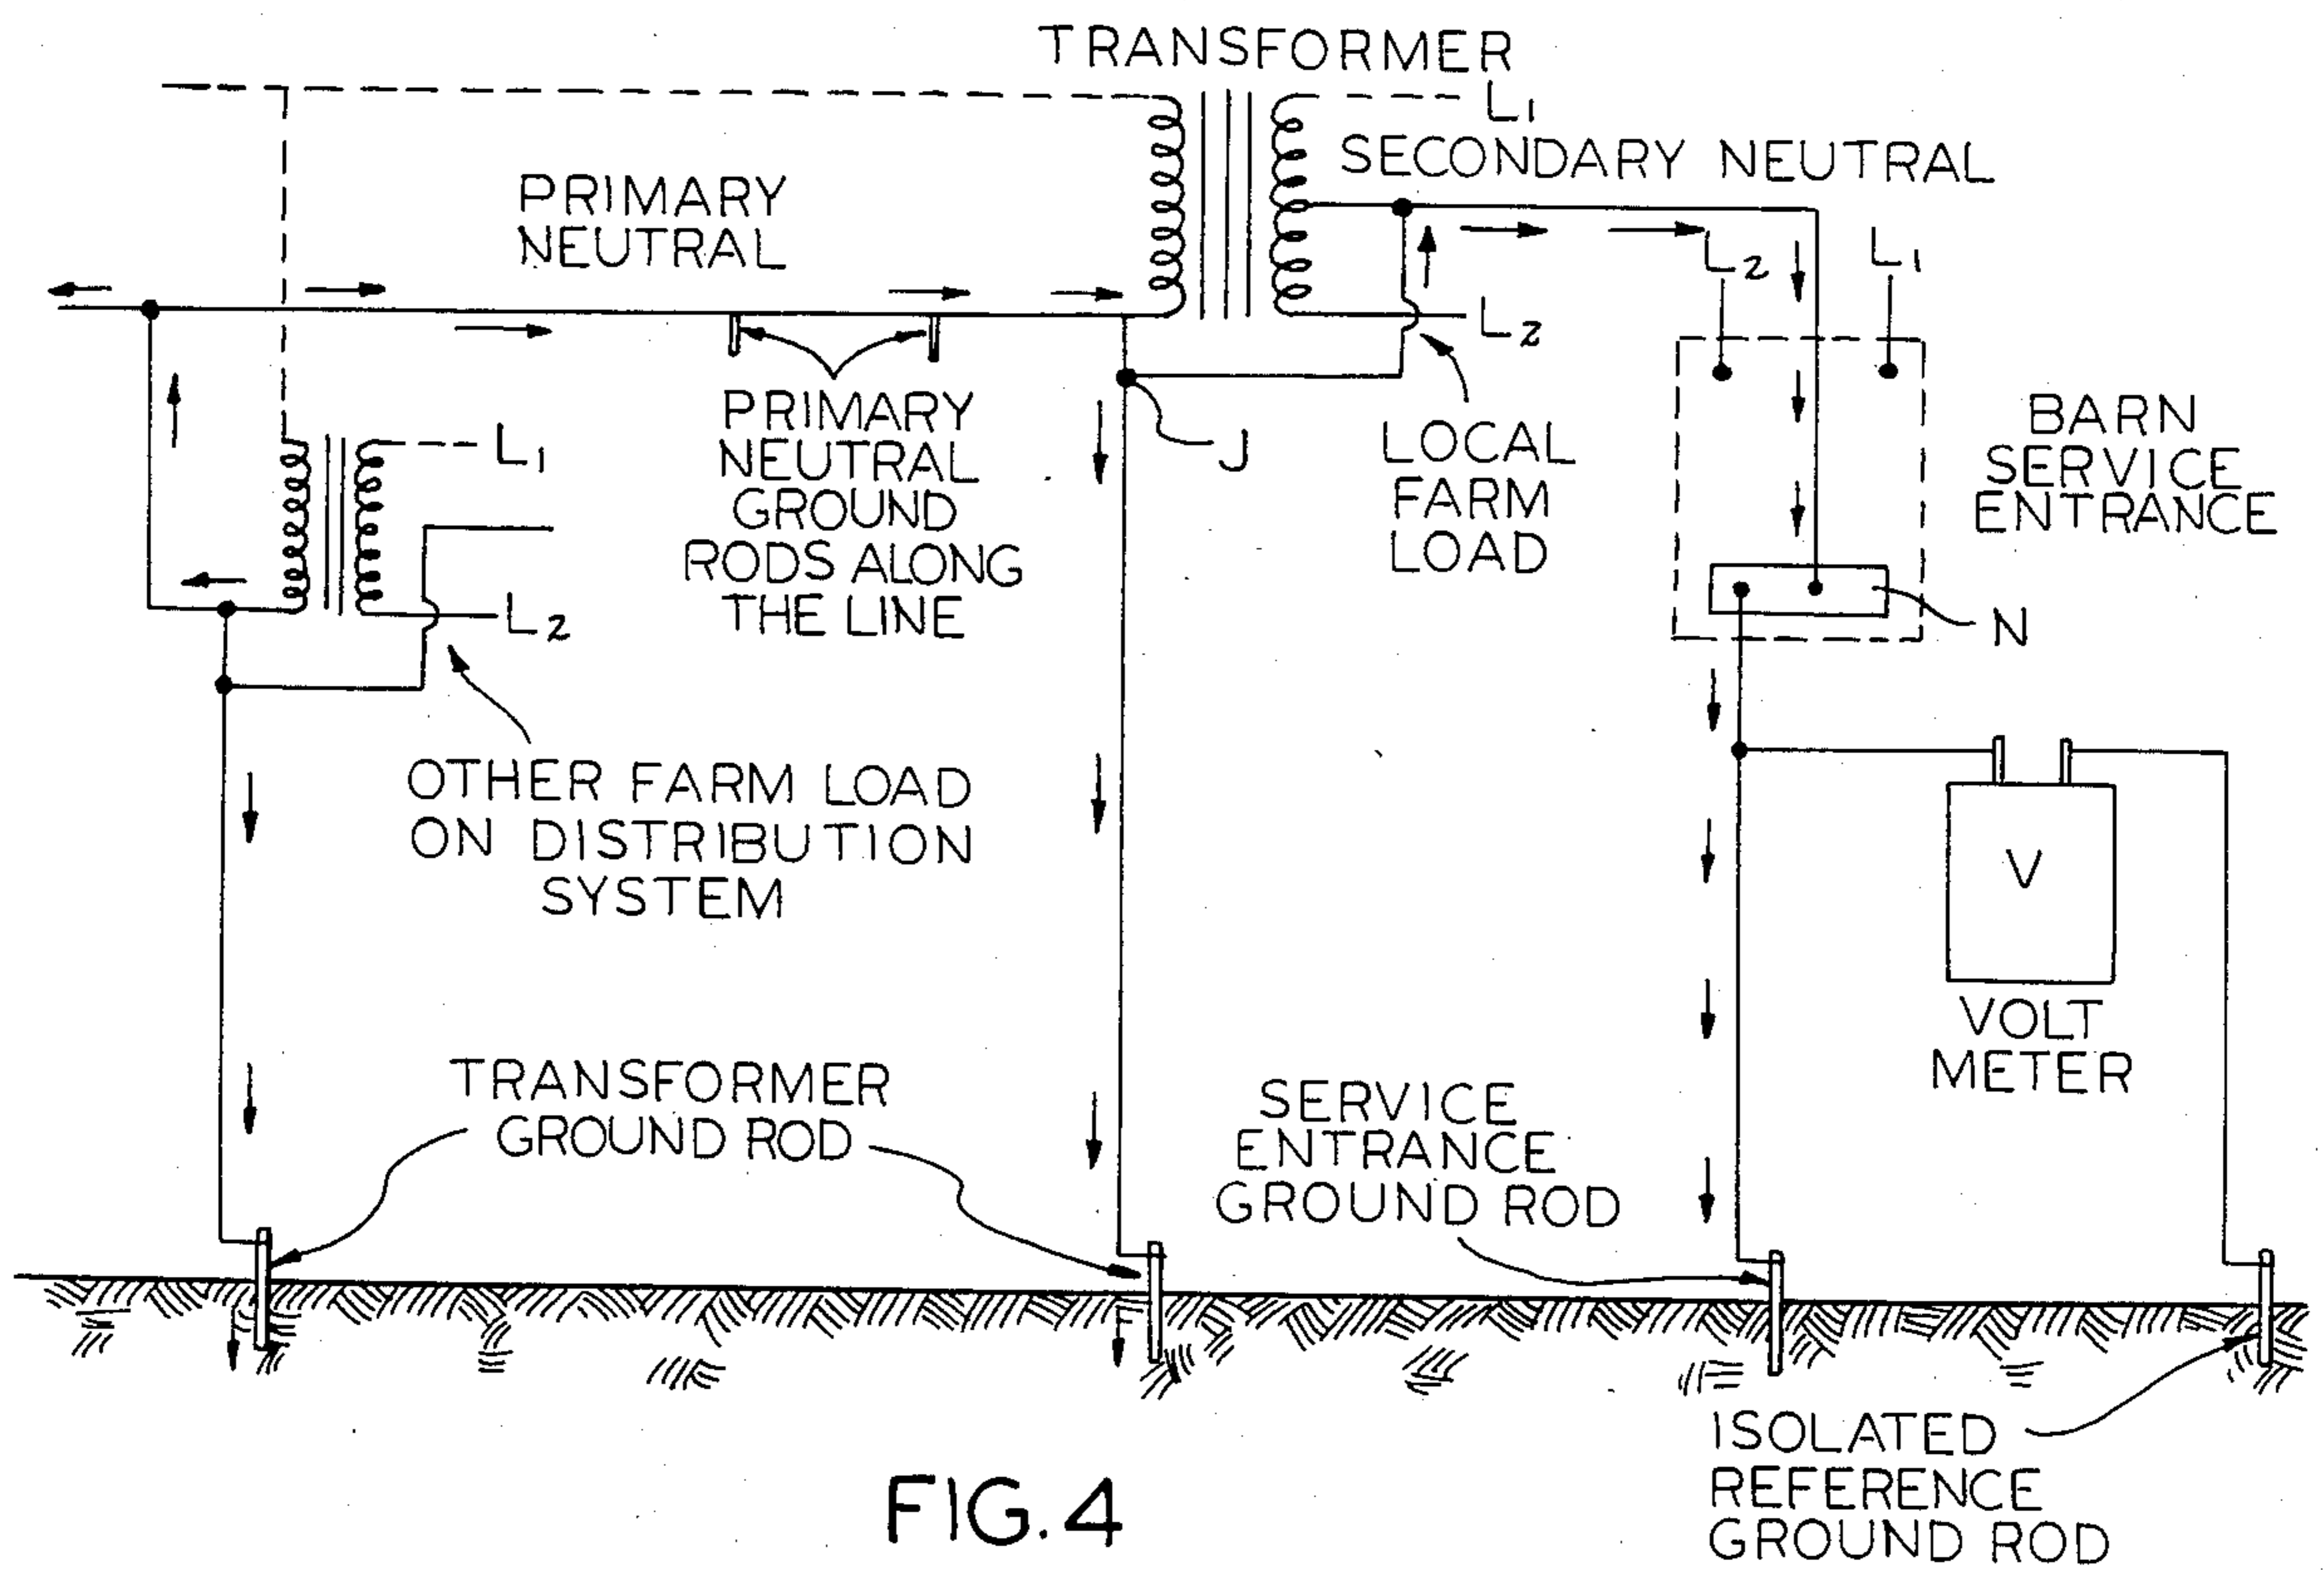 TRANSFORMER
L1
SECONDARY NEUTRAL
PRIMARY
NEUTRAL
L2
L1
L2
PRIMARY
NEUTRAL
GROUND
RODS ALONG
THE LINE
J
LOCAL
FARM
LOAD
BARN
SERVICE
ENTRANCE
L1
L2
N
OTHER FARM LOAD
ON DISTRIBUTION
SYSTEM
V
VOLT
METER
TRANSFORMER
GROUND ROD
SERVICE
ENTRANCE
GROUND ROD
ISOLATED
REFERENCE
GROUND ROD
FIG. 4